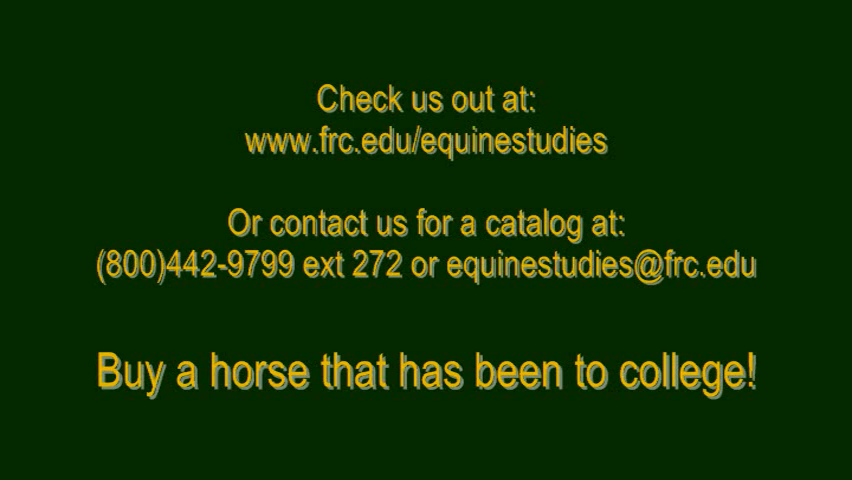 Check us out at:
www.frc.edu/equinestudies
Or contact us for a catalog at:
(800)442-9799 ext 272 or equinestudies@frc.edu
Buy a horse that has been to college!